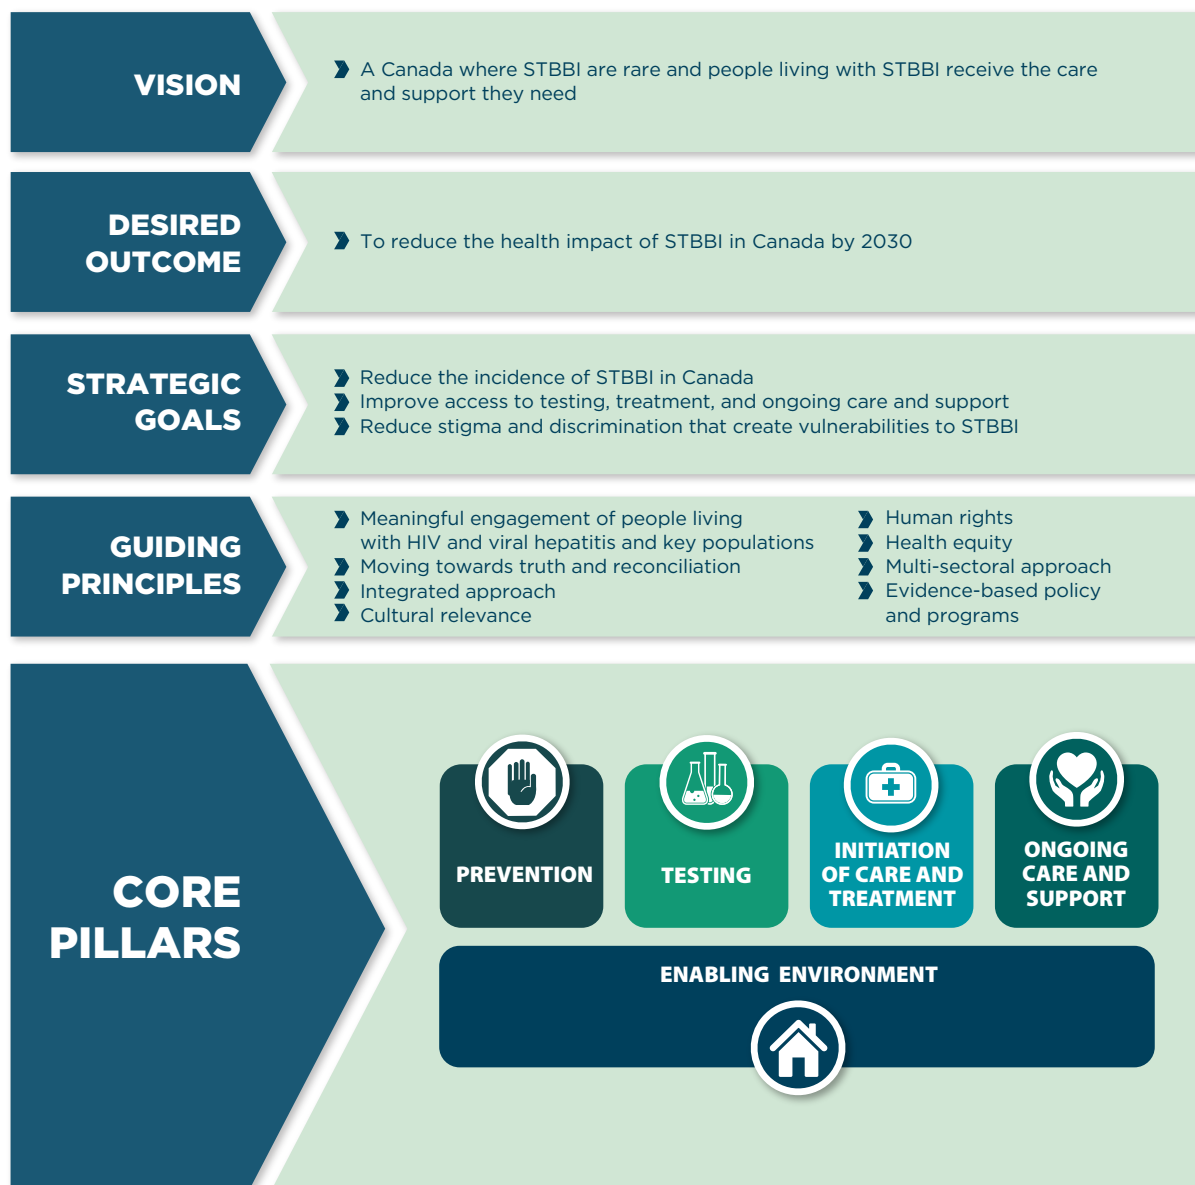 VISION
A Canada where STBBI are rare and people living with STBBI receive the care
and support they need
DESIRED
OUTCOME
To reduce the health impact of STBBI in Canada by 2030
STRATEGIC
GOALS
Reduce the incidence of STBBI in Canada
Improve access to testing, treatment, and ongoing care and support
Reduce stigma and discrimination that create vulnerabilities to STBBI
GUIDING
PRINCIPLES
Meaningful engagement of people living
with HIV and viral hepatitis and key populations
Moving towards truth and reconciliation
Integrated approach
Cultural relevance
Human rights
Health equity
Multi-sectoral approach
Evidence-based policy
and programs
CORE
PILLARS
PREVENTION
TESTING
INITIATION
OF CARE AND
TREATMENT
ONGOING
CARE AND
SUPPORT
ENABLING ENVIRONMENT